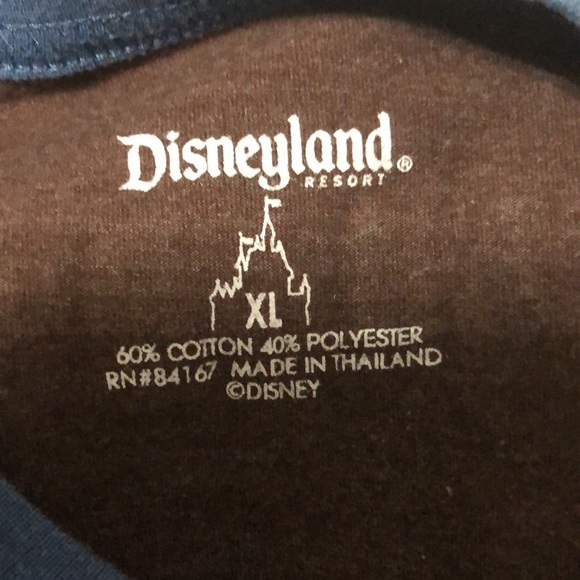 Disneyland®
RESORT
XL
60% COTTON 40% POLYESTER
RN#84167 MADE IN THAILAND
©DISNEY